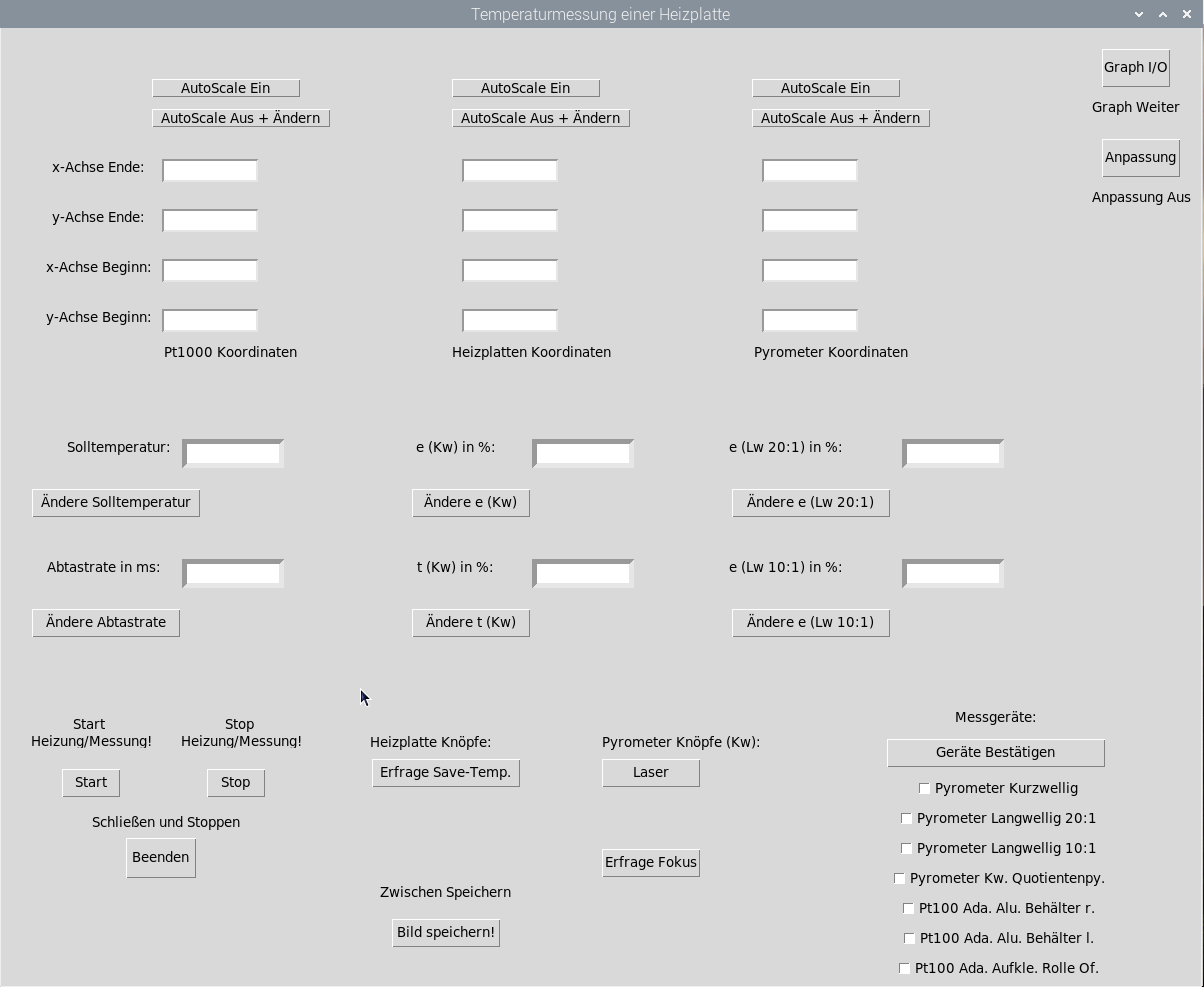 Temperaturmessung einer Heizplatte
Graph I/O
AutoScale Ein AutoScale Ein AutoScale Ein
Graph Weiter
AutoScale Aus + Ändern AutoScale Aus + Ändern AutoScale Aus + Ändern
Anpassung
x-Achse Ende:
Anpassung Aus
y-Achse Ende:
x-Achse Beginn:
y-Achse Beginn:
Pt1000 Koordinaten Heizplatten Koordinaten Pyrometer Koordinaten
Solltemperatur: e (Kw) in %: e (Lw 20:1) in %:
Ändere Solltemperatur Ändere e (Kw) Ändere e (Lw 20:1)
Abtastrate in ms: t (Kw) in %: e (Lw 10:1) in %:
Ändere Abtastrate Ändere t (Kw) Ändere e (Lw 10:1)
Start
Heizung/Messung!
Stop
Heizung/Messung!
Start Stop
Schließen und Stoppen
Beenden
Heizplatte Knöpfe:
Erfrage Save-Temp.
Zwischen Speichern
Bild speichern!
Pyrometer Knöpfe (Kw):
Laser
Erfrage Fokus
Messgeräte:
Geräte Bestätigen
Pyrometer Kurzwellig
Pyrometer Langwellig 20:1
Pyrometer Langwellig 10:1
Pyrometer Kw. Quotientenpy.
Pt100 Ada. Alu. Behälter r.
Pt100 Ada. Alu. Behälter l.
Pt100 Ada. Aufkle. Rolle Of.